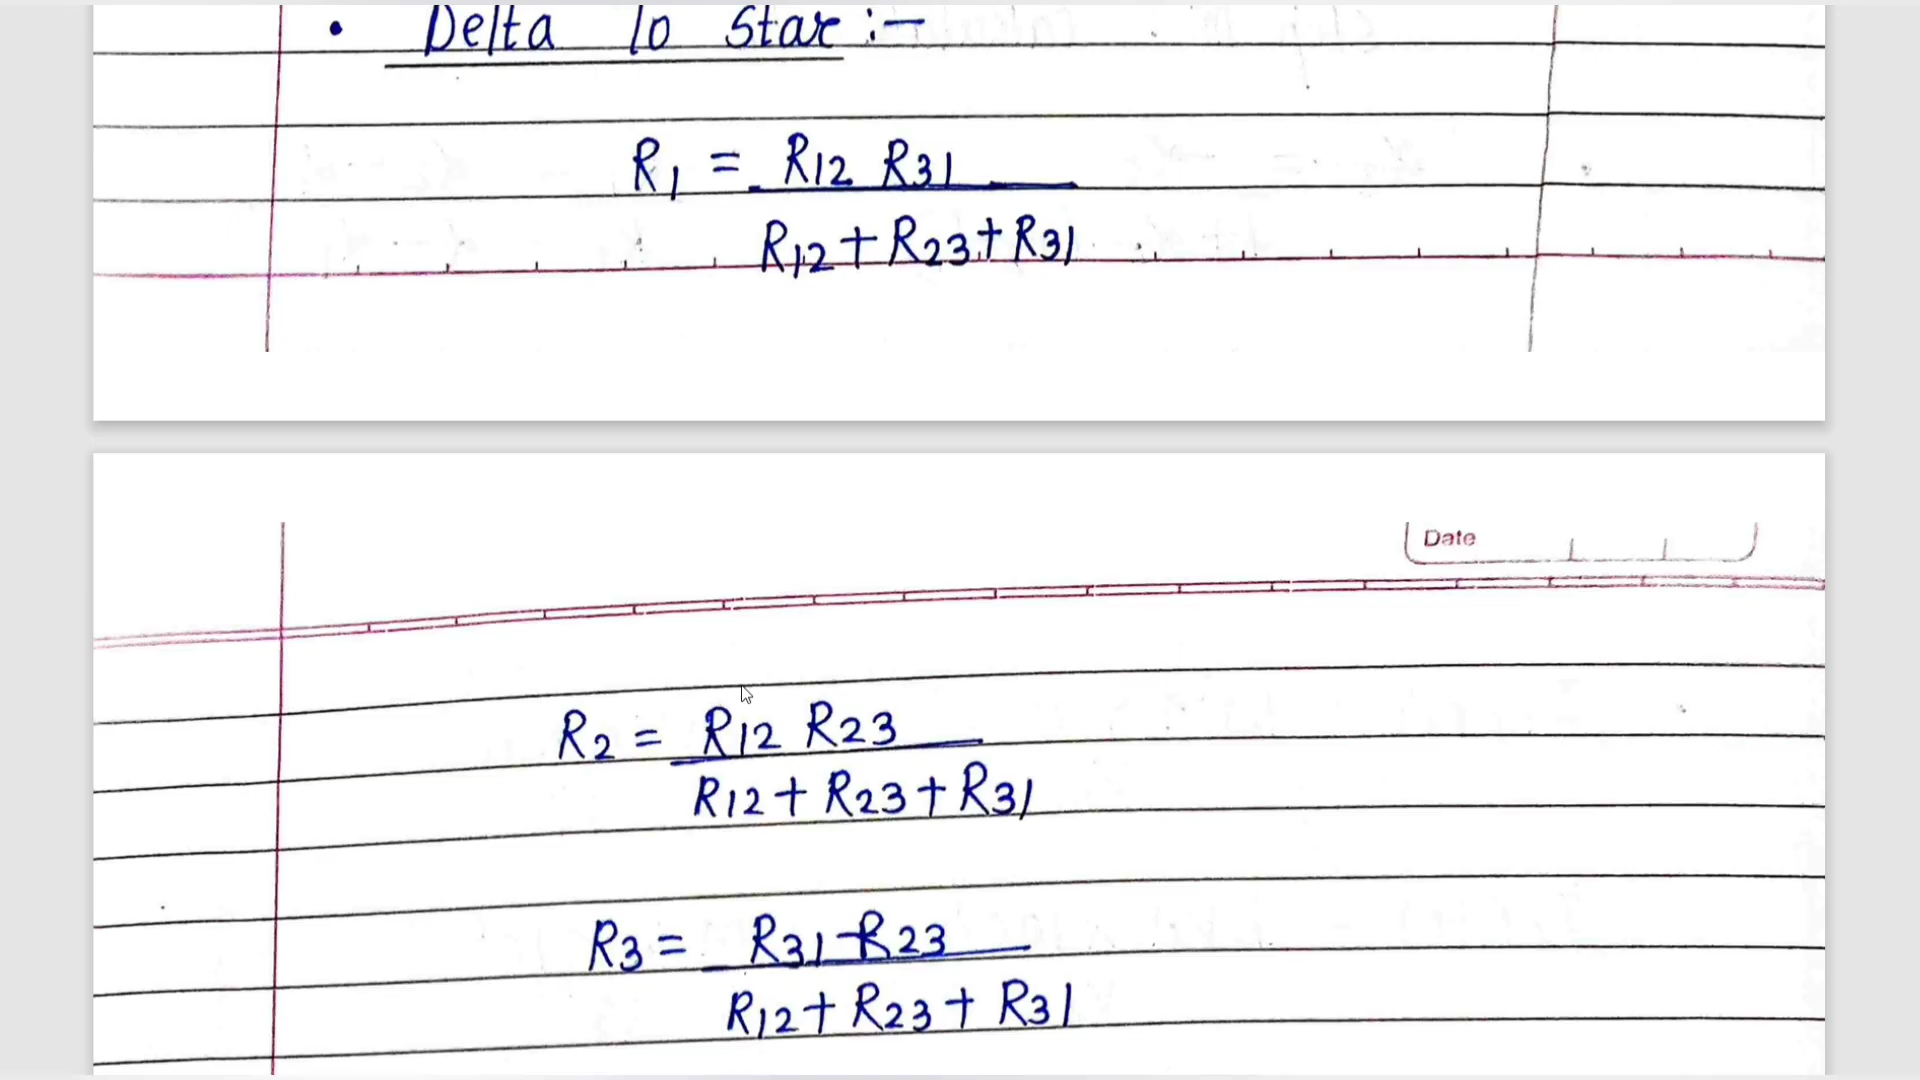 • Delta To Star :-
R1 = R12 R31
R12 + R23 + R31
Date
R2 = R12 R23
R12 + R23 + R31
R3 = R31 R23
R12 + R23 + R31